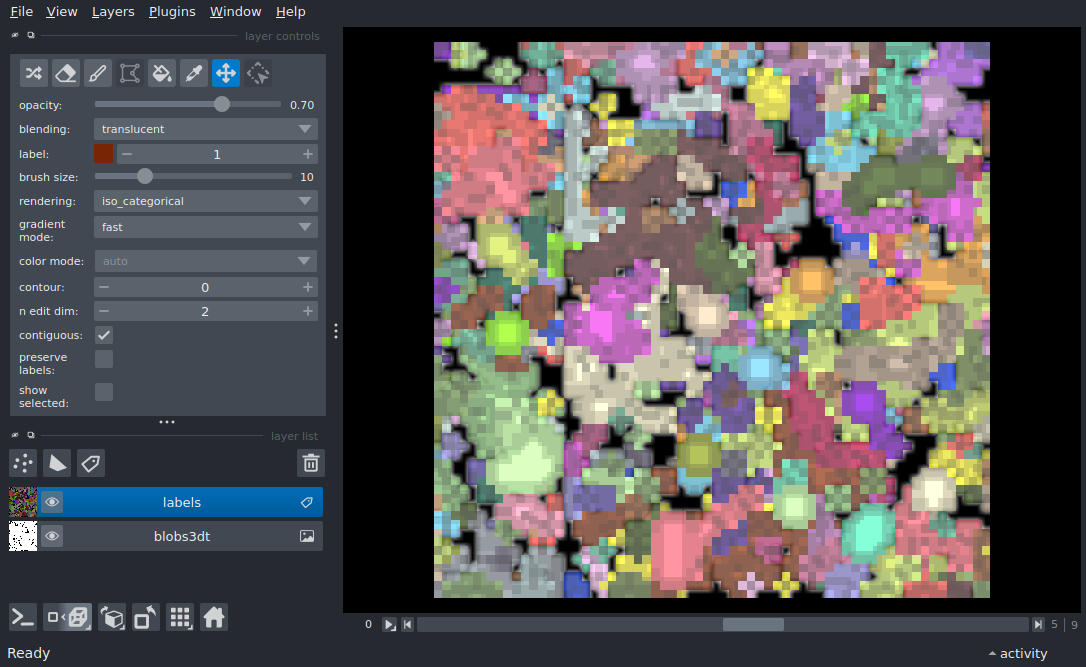 File View Layers Plugins Window Help
layer controls
opacity: 0.70
blending: translucent
label: 1
brush size: 10
rendering: iso_categorical
gradient
mode: fast
color mode: auto
contour: 0
n edit dim: 2
contiguous:
preserve
labels:
show
selected:
layer list
labels
blobs3dt
0 5 | 9
Ready activity